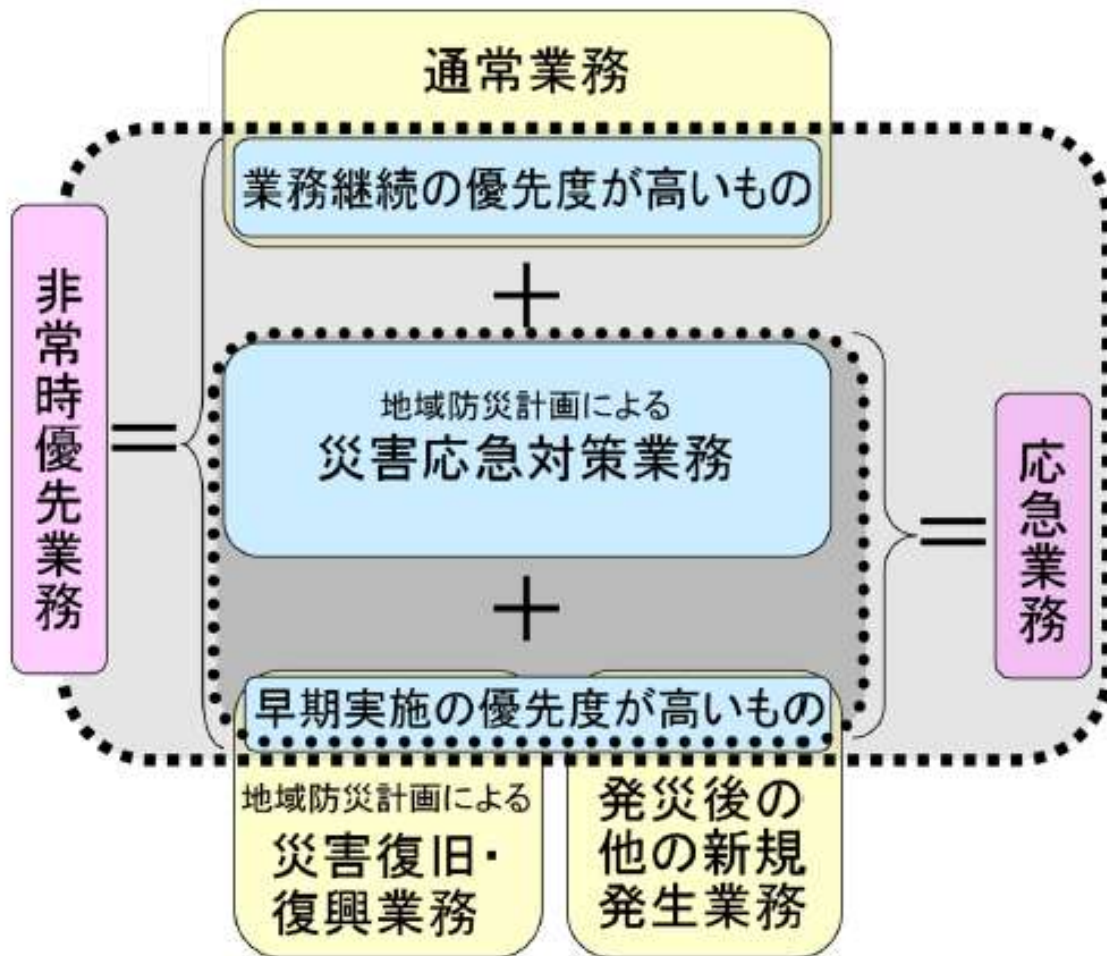 通常業務
業務継続の優先度が高いもの
+
非常時優先業務
=
地域防災計画による
災害応急対策業務
=
応急業務
+
早期実施の優先度が高いもの
地域防災計画による
災害復旧・
復興業務
発災後の
他の新規
発生業務